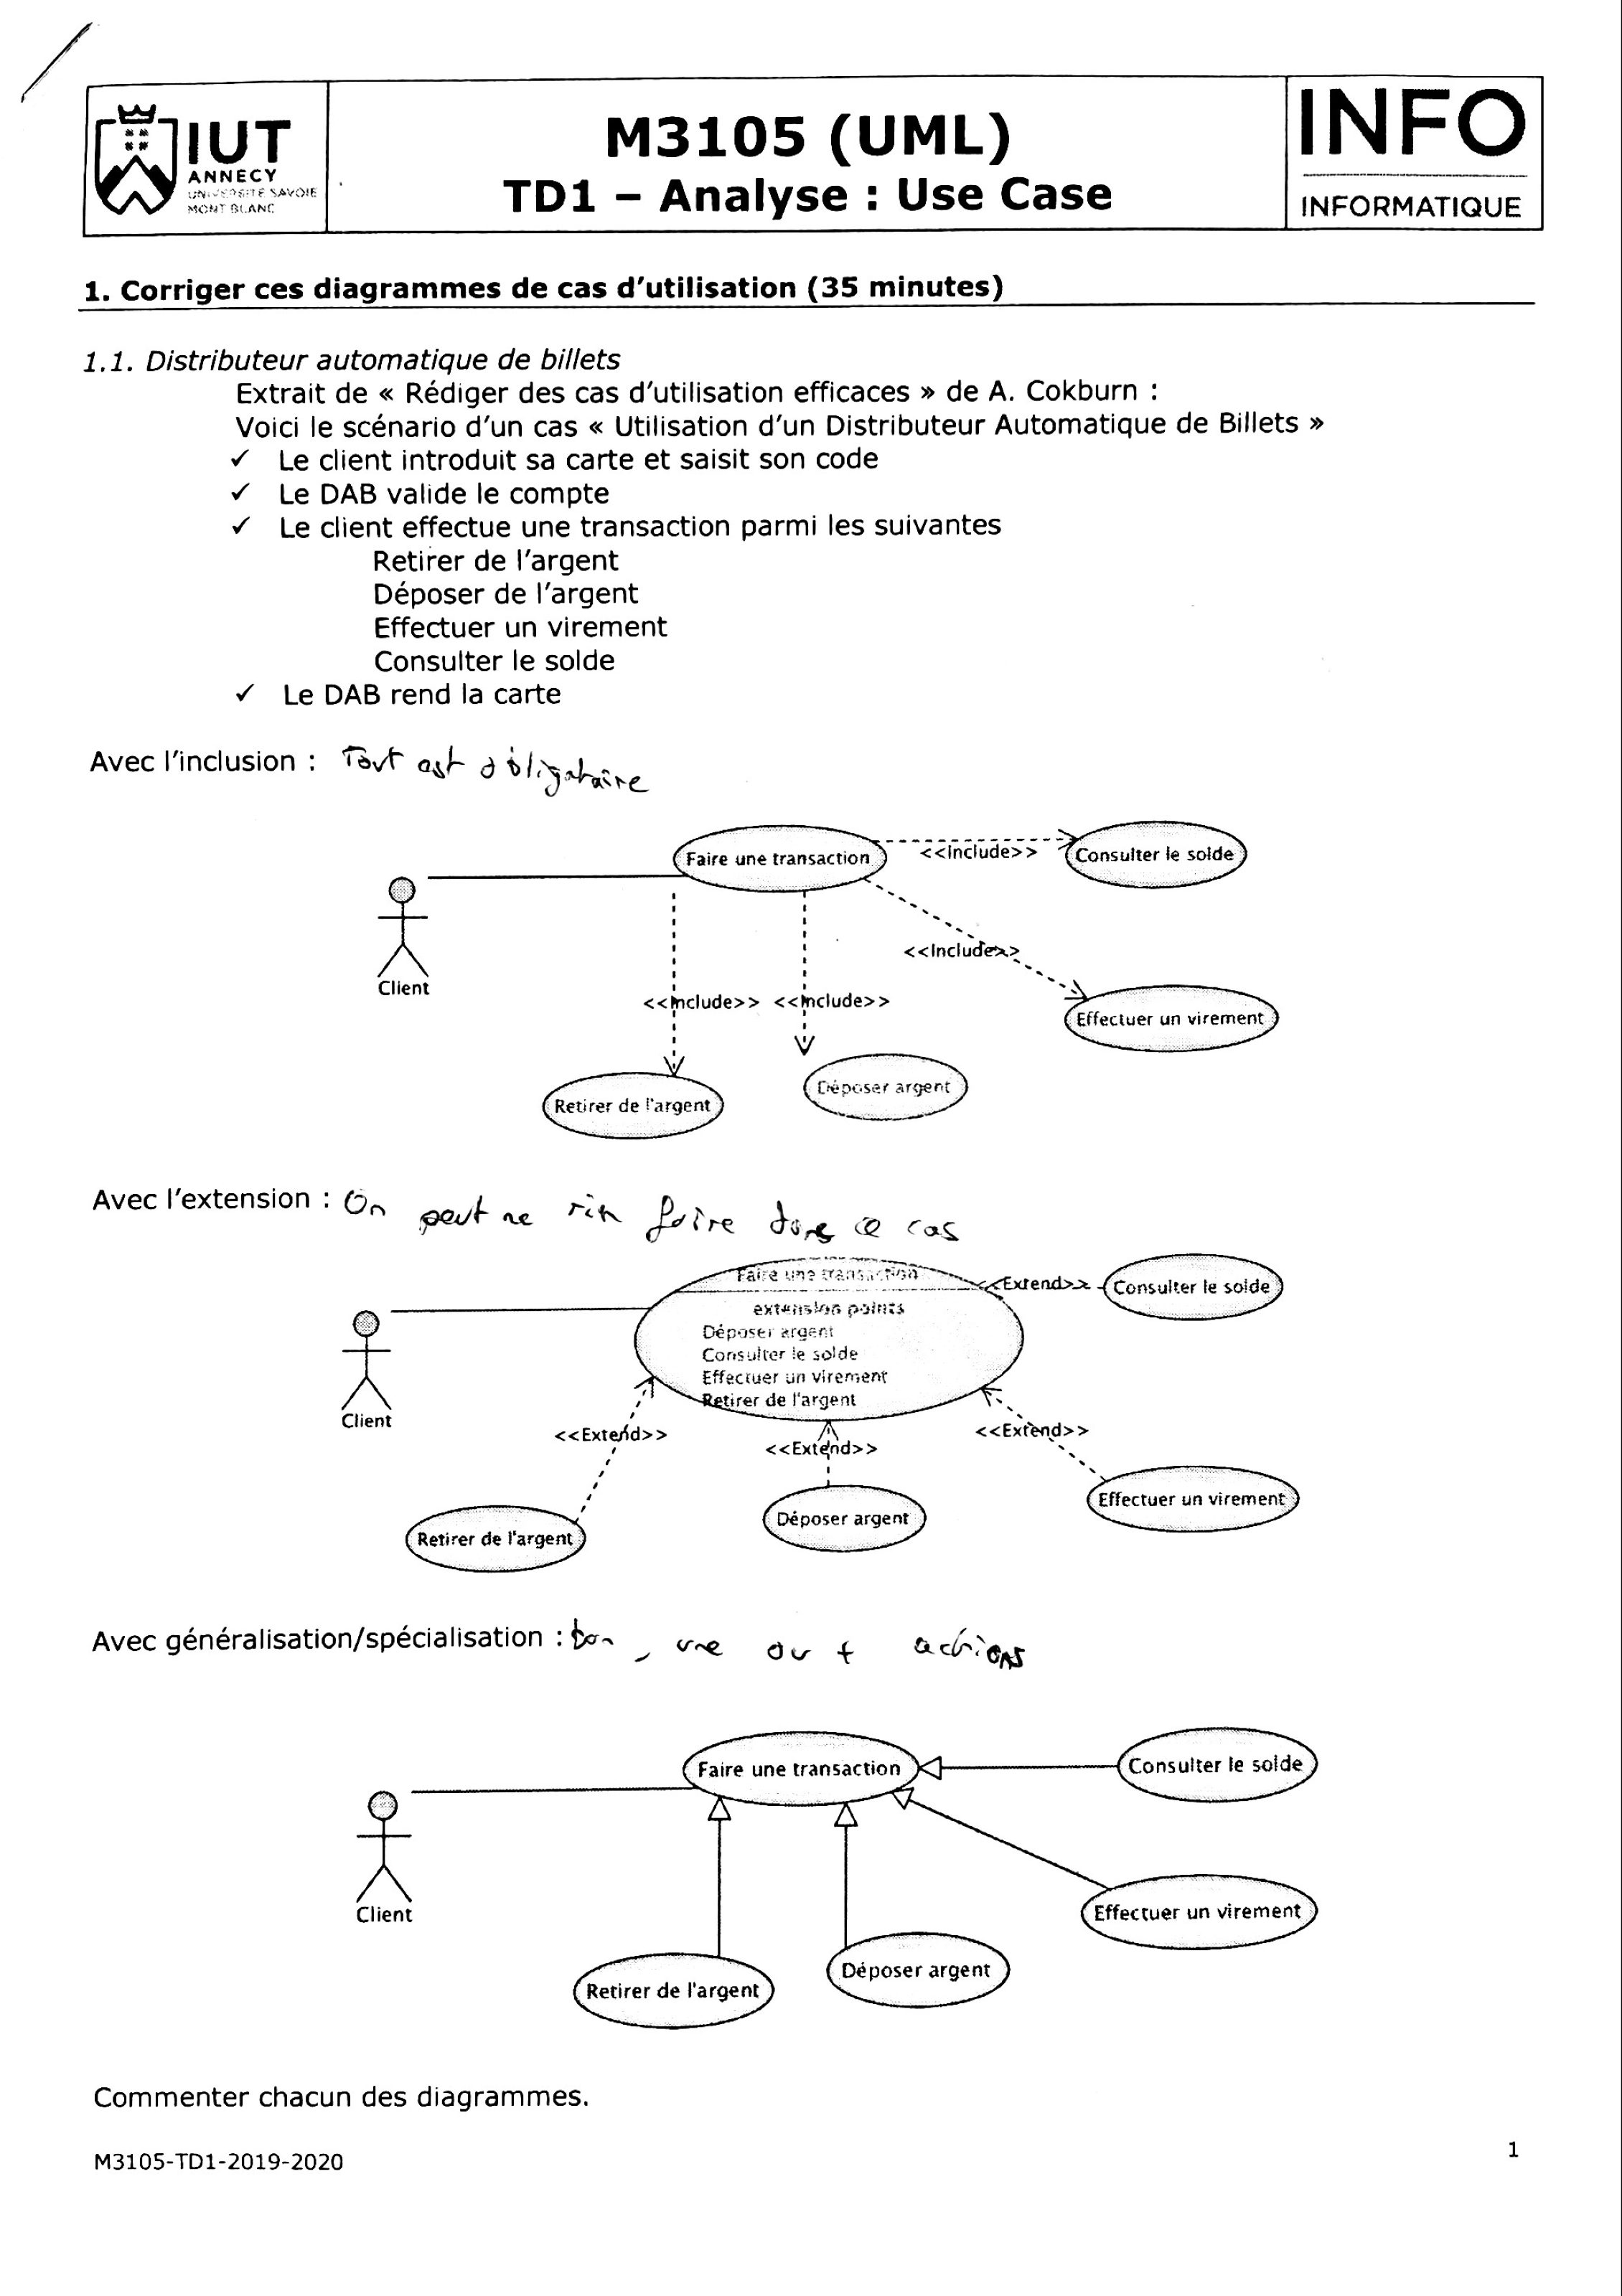 IUT
ANNECY
UNIVERSITÉ SAVOIE
MONT BLANC
M3105 (UML)
TD1 – Analyse : Use Case
INFO
INFORMATIQUE
1. Corriger ces diagrammes de cas d'utilisation (35 minutes)
1.1. Distributeur automatique de billets
Extrait de « Rédiger des cas d'utilisation efficaces » de A. Cokburn :
Voici le scénario d'un cas « Utilisation d'un Distributeur Automatique de Billets »
✓ Le client introduit sa carte et saisit son code
✓ Le DAB valide le compte
✓ Le client effectue une transaction parmi les suivantes
Retirer de l'argent
Déposer de l'argent
Effectuer un virement
Consulter le solde
✓ Le DAB rend la carte
Avec l'inclusion : Tout est obligataire
Faire une transaction
<<Include>>
Consulter le solde
Client
<<Include>>
<<Include>> <<Include>>
Effectuer un virement
Déposer argent
Retirer de l'argent
Avec l'extension : On peut ne rien faire dans ce cas
Faire une transaction
<<Extend>>
Consulter le solde
extension points
Déposer argent
Consulter le solde
Effectuer un virement
Retirer de l'argent
Client
<<Extend>>
<<Extend>>
<<Extend>>
Effectuer un virement
Déposer argent
Retirer de l'argent
Avec généralisation/spécialisation : bon, une ou + actions
Faire une transaction
Consulter le solde
Client
Effectuer un virement
Déposer argent
Retirer de l'argent
Commenter chacun des diagrammes.
M3105-TD1-2019-2020
1